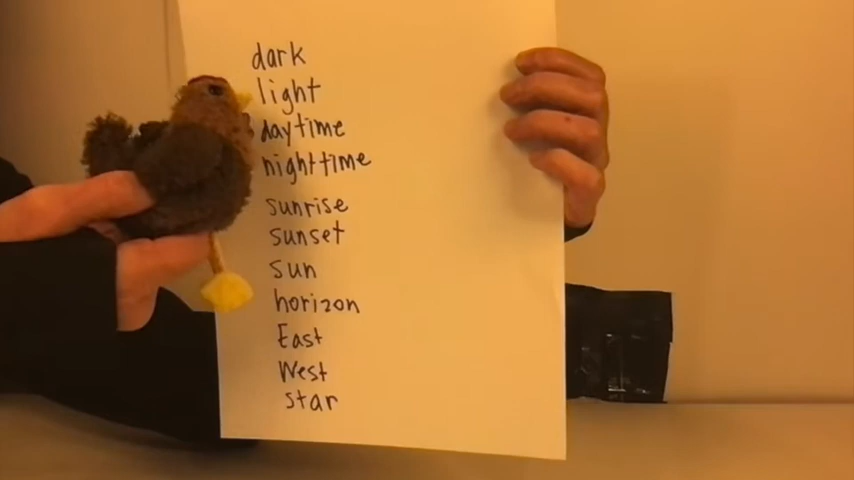 dark
light
daytime
nighttime
sunrise
sunset
sun
horizon
East
West
star